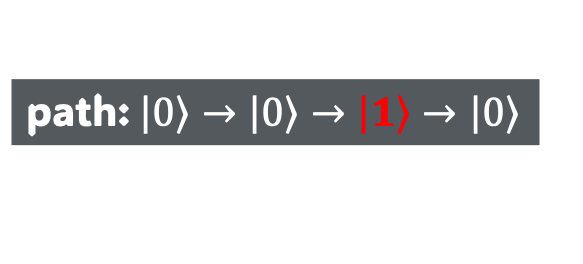 path: |0⟩ → |0⟩ → |1⟩ → |0⟩